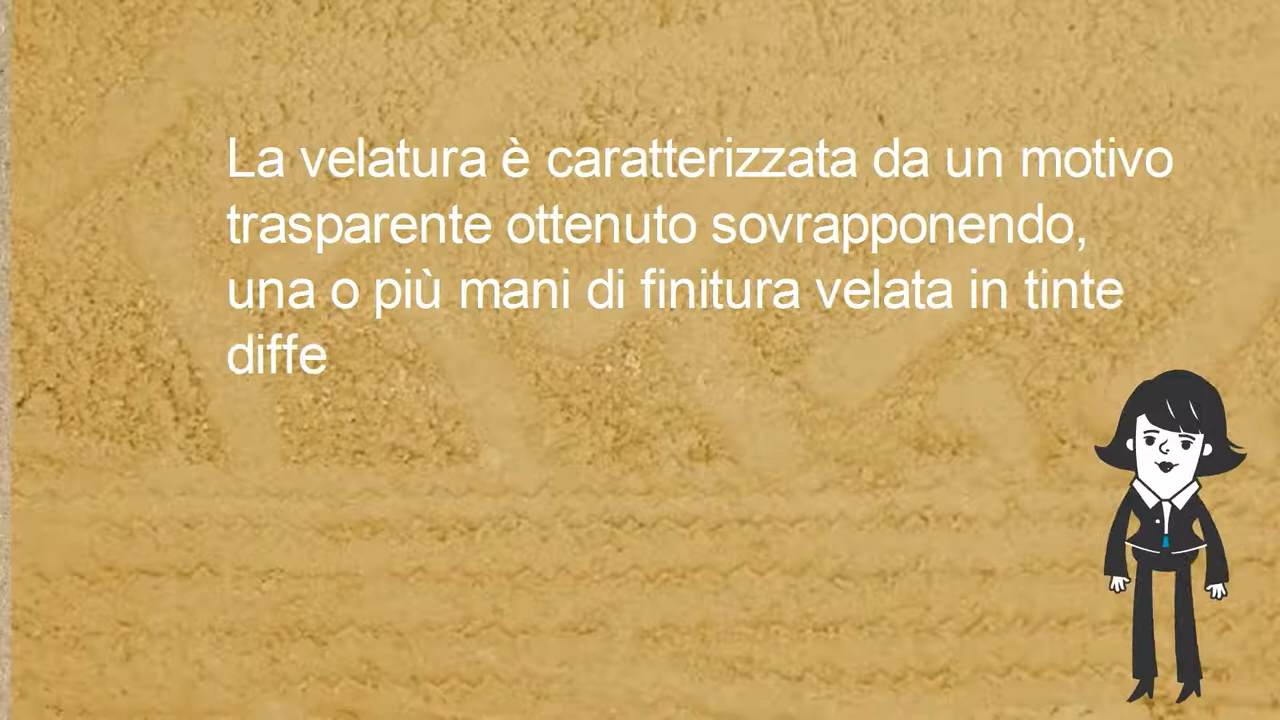 La velatura è caratterizzata da un motivo
trasparente ottenuto sovrapponendo,
una o più mani di finitura velata in tinte
diffe